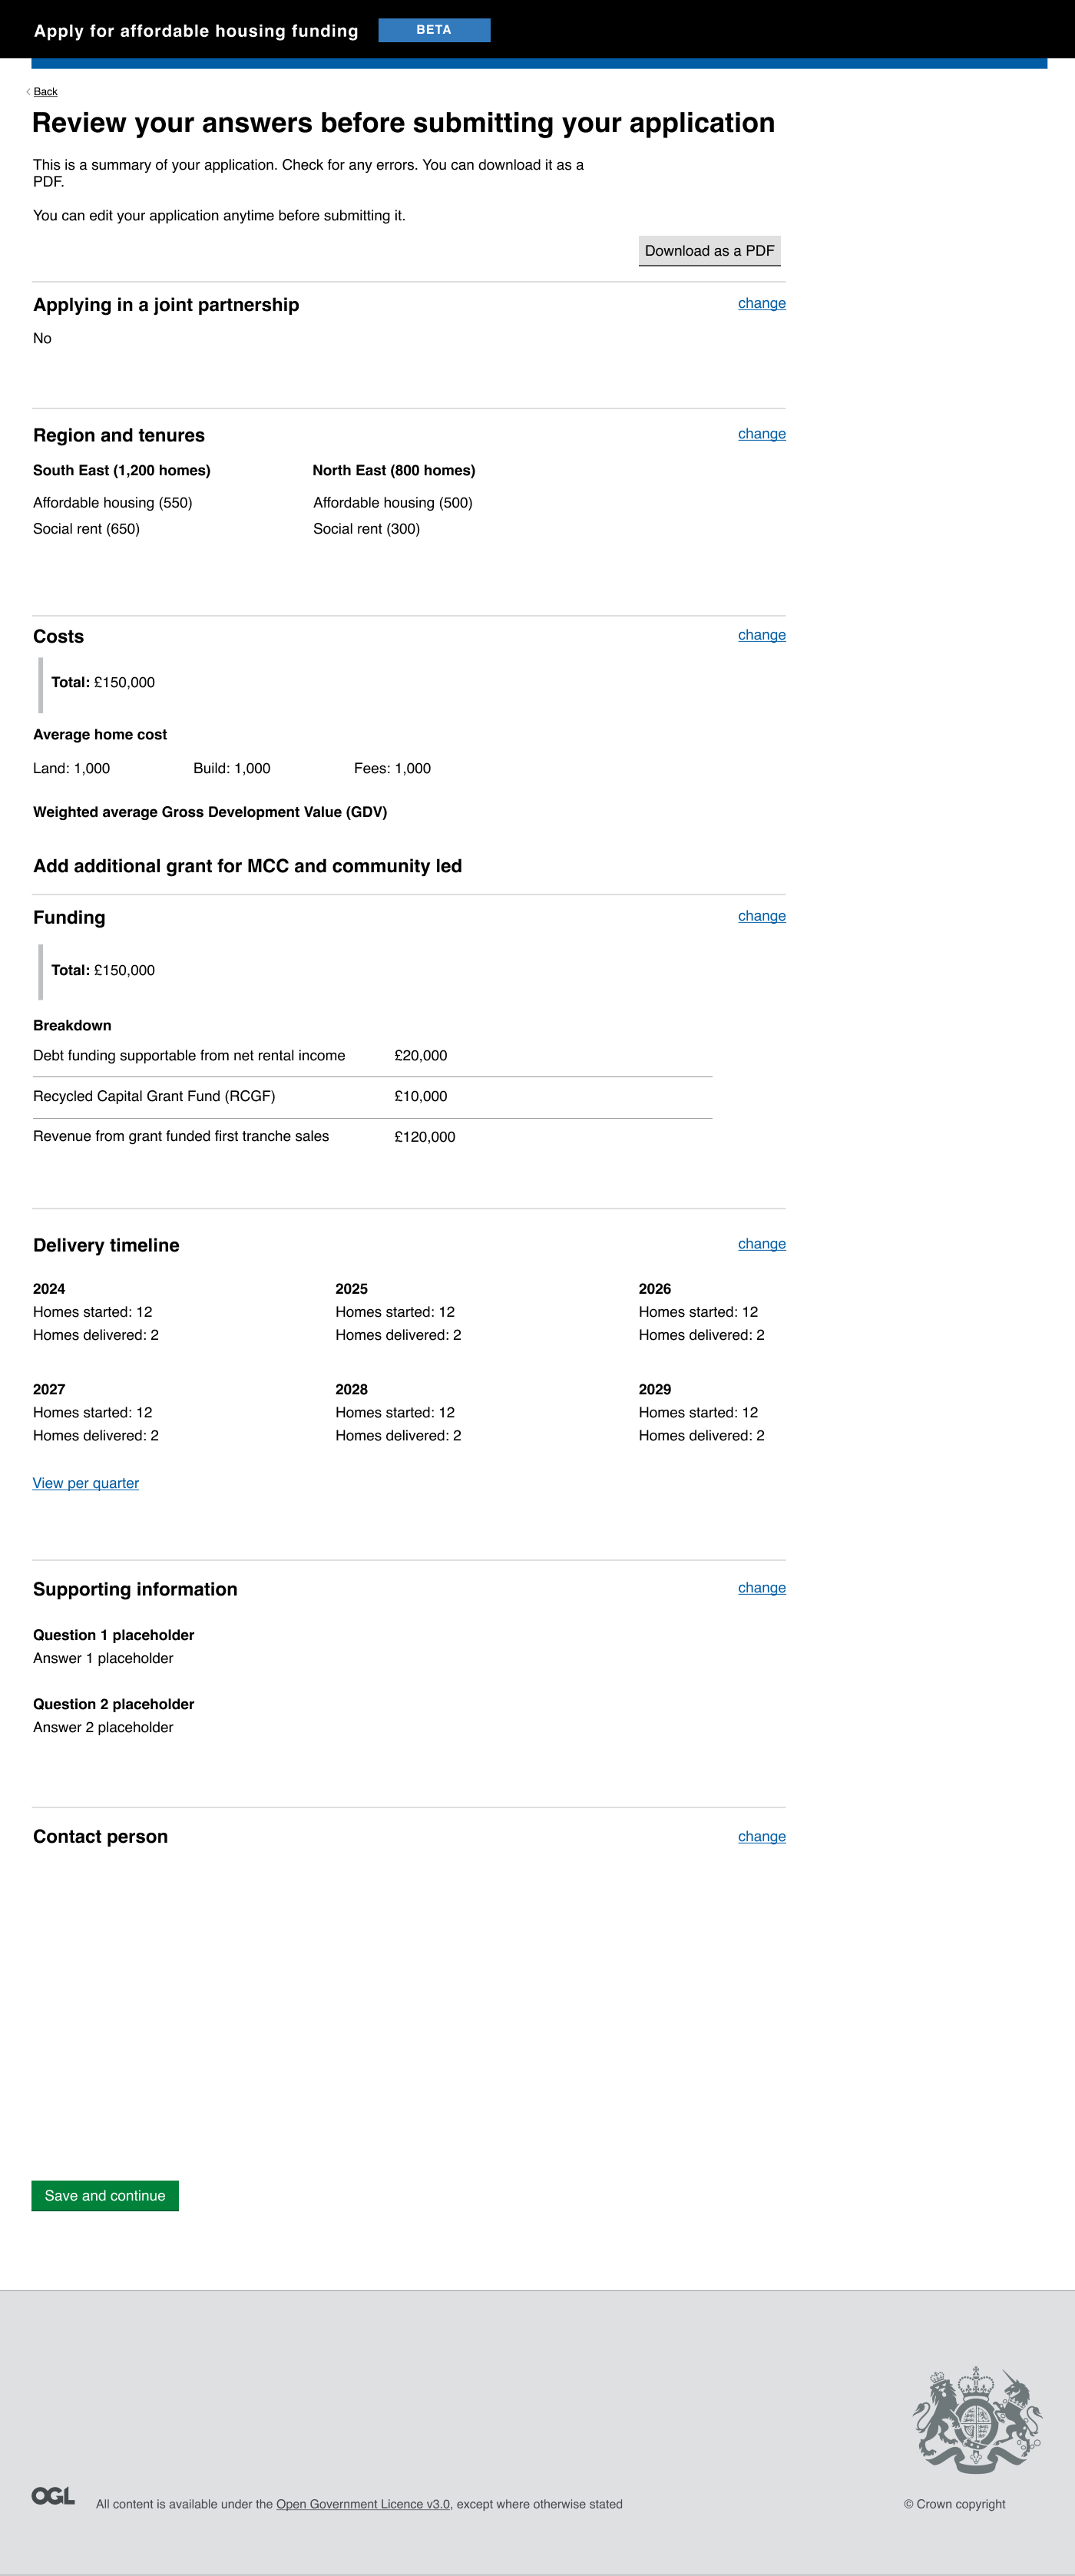 Apply for affordable housing funding BETA
Back
Review your answers before submitting your application
This is a summary of your application. Check for any errors. You can download it as a
PDF.
You can edit your application anytime before submitting it.
Download as a PDF
Applying in a joint partnership change
No
Region and tenures change
South East (1,200 homes) North East (800 homes)
Affordable housing (550) Affordable housing (500)
Social rent (650) Social rent (300)
Costs change
Total: £150,000
Average home cost
Land: 1,000 Build: 1,000 Fees: 1,000
Weighted average Gross Development Value (GDV)
Add additional grant for MCC and community led
Funding change
Total: £150,000
Breakdown
Debt funding supportable from net rental income £20,000
Recycled Capital Grant Fund (RCGF) £10,000
Revenue from grant funded first tranche sales £120,000
Delivery timeline change
2024 2025 2026
Homes started: 12 Homes started: 12 Homes started: 12
Homes delivered: 2 Homes delivered: 2 Homes delivered: 2
2027 2028 2029
Homes started: 12 Homes started: 12 Homes started: 12
Homes delivered: 2 Homes delivered: 2 Homes delivered: 2
View per quarter
Supporting information change
Question 1 placeholder
Answer 1 placeholder
Question 2 placeholder
Answer 2 placeholder
Contact person change
Save and continue
OGL All content is available under the Open Government Licence v3.0, except where otherwise stated © Crown copyright